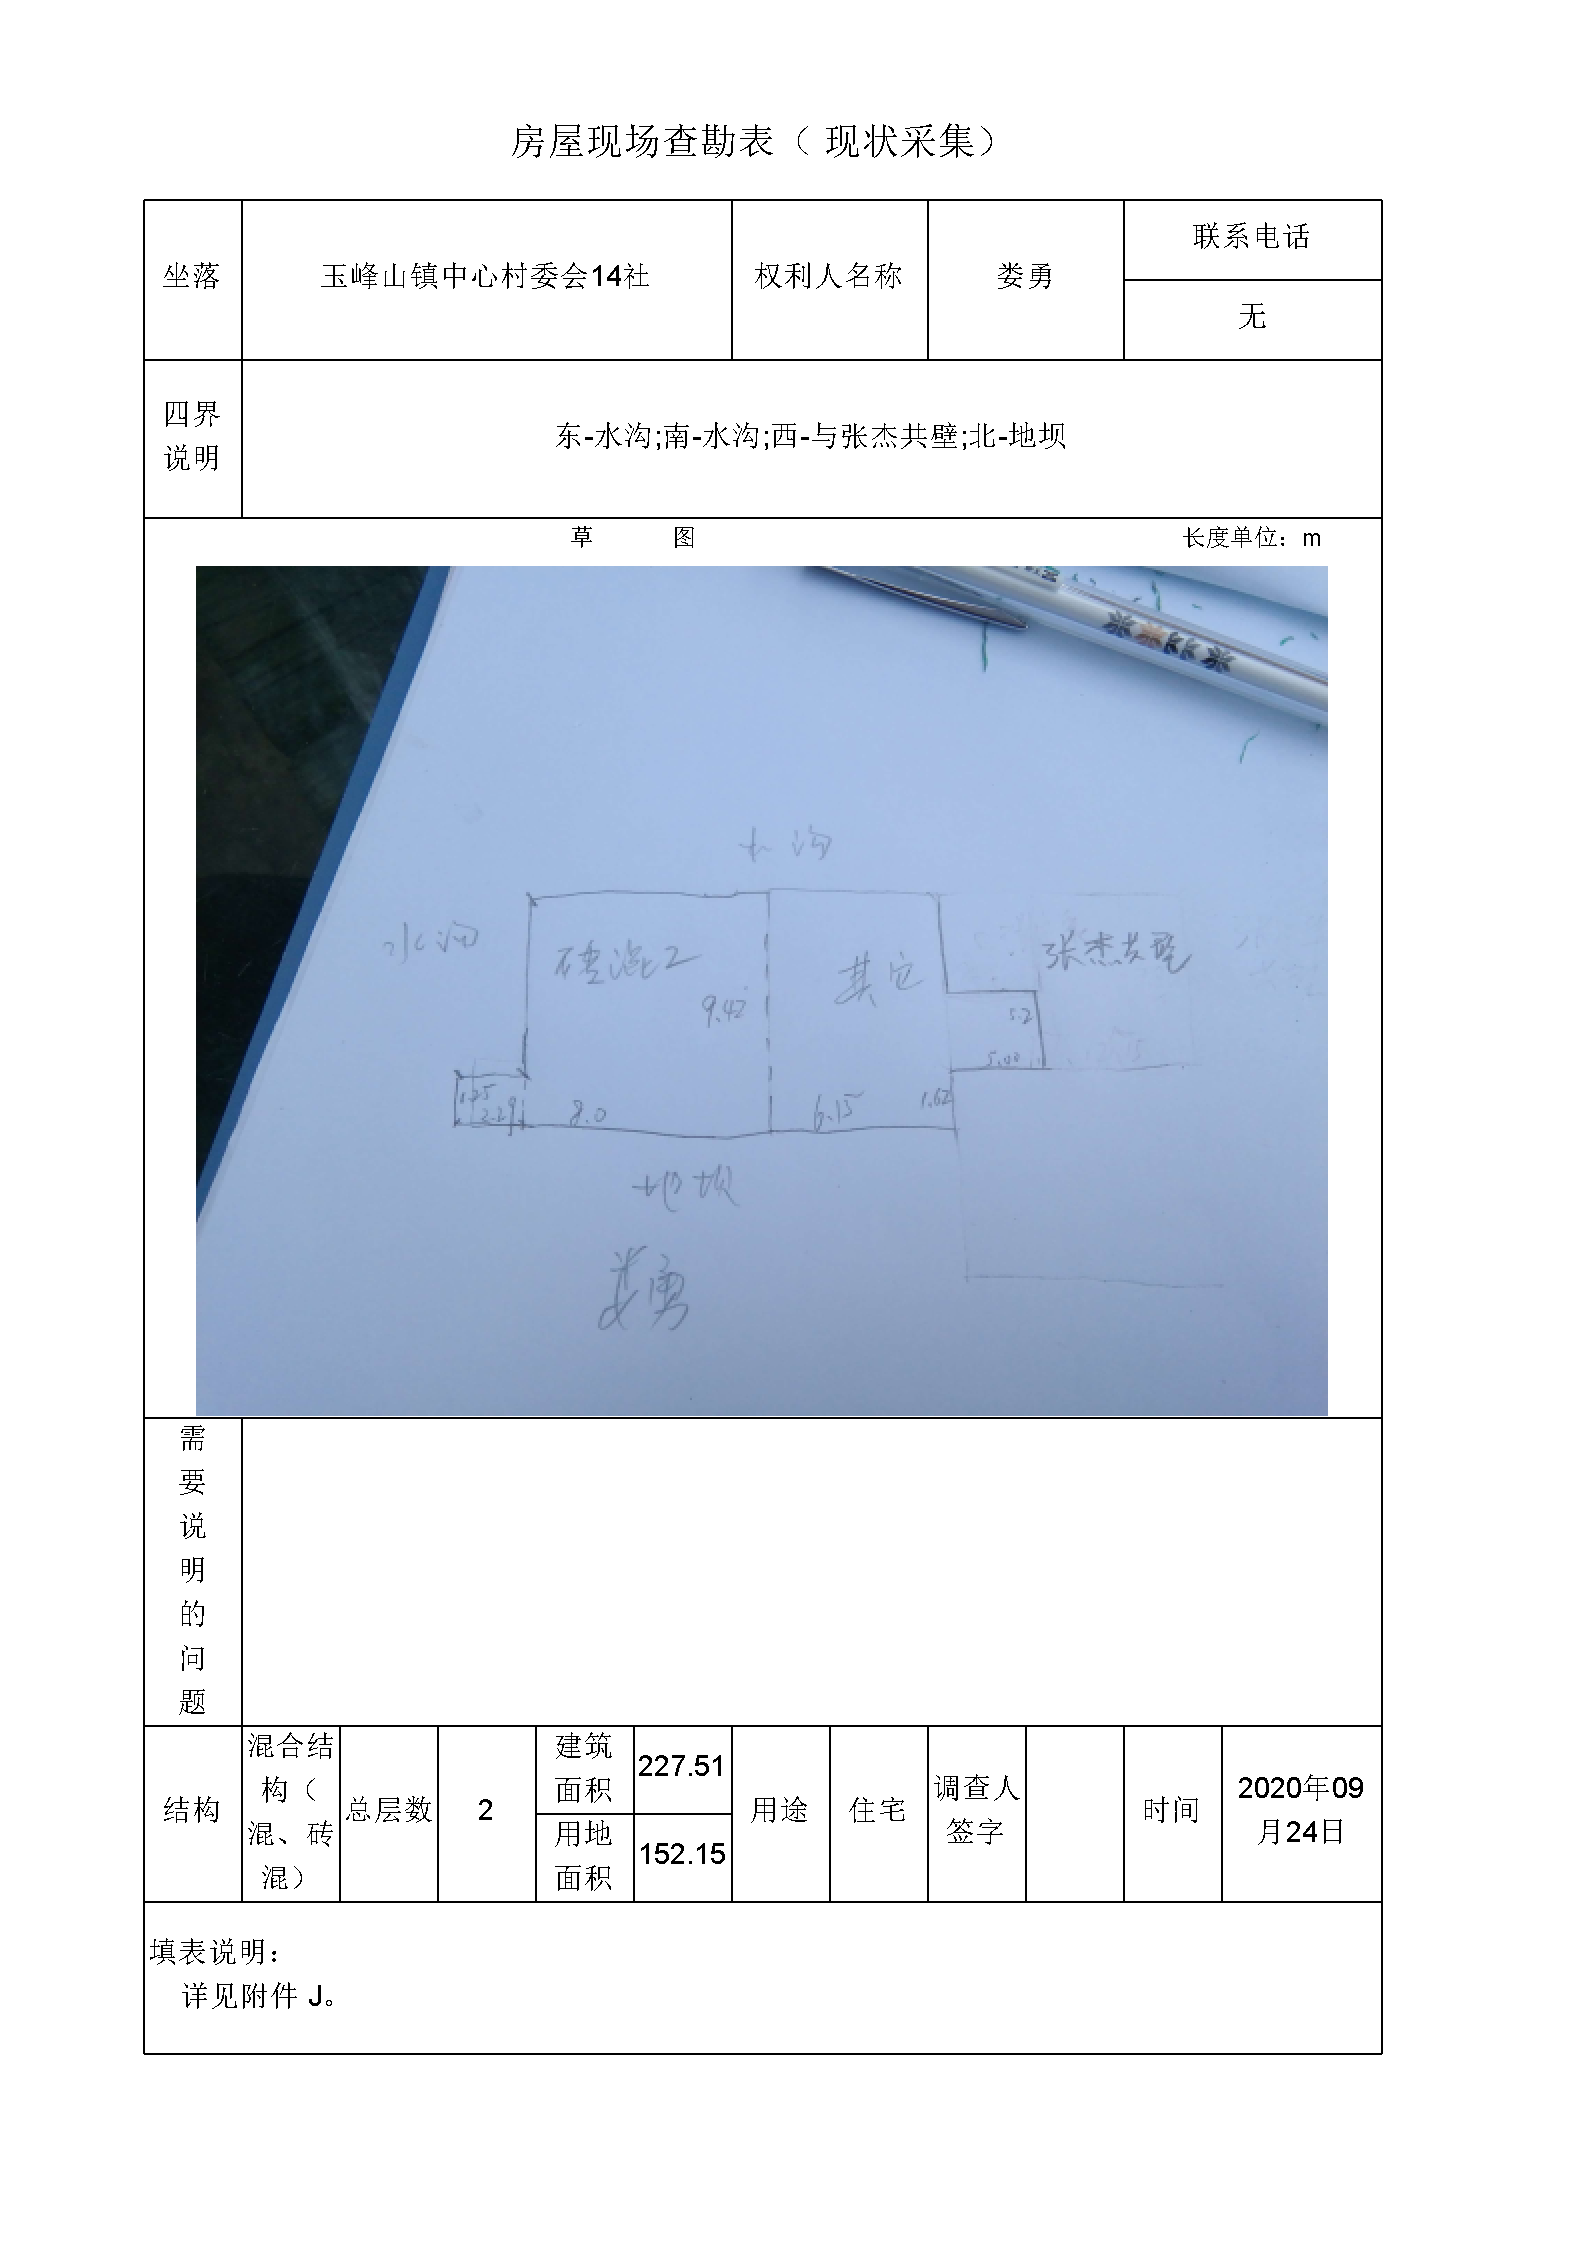 房屋现场查勘表（ 现状采集）
坐落
玉峰山镇中心村委会14社
权利人名称
娄勇
联系电话
无
四界
说明
东-水沟;南-水沟;西-与张杰共壁;北-地坝
草 图
长度单位：m
水沟
水沟
砖混2
其它
张杰共壁
9.42
5.2
5.00
1.25
2.29
8.0
6.15
1.62
地坝
娄勇
需
要
说
明
的
问
题
结构
混合结
构（
混、砖
混）
总层数
2
建筑
面积
227.51
用地
面积
152.15
用途
住宅
调查人
签字
时间
2020年09
月24日
填表说明：
详见附件 J。